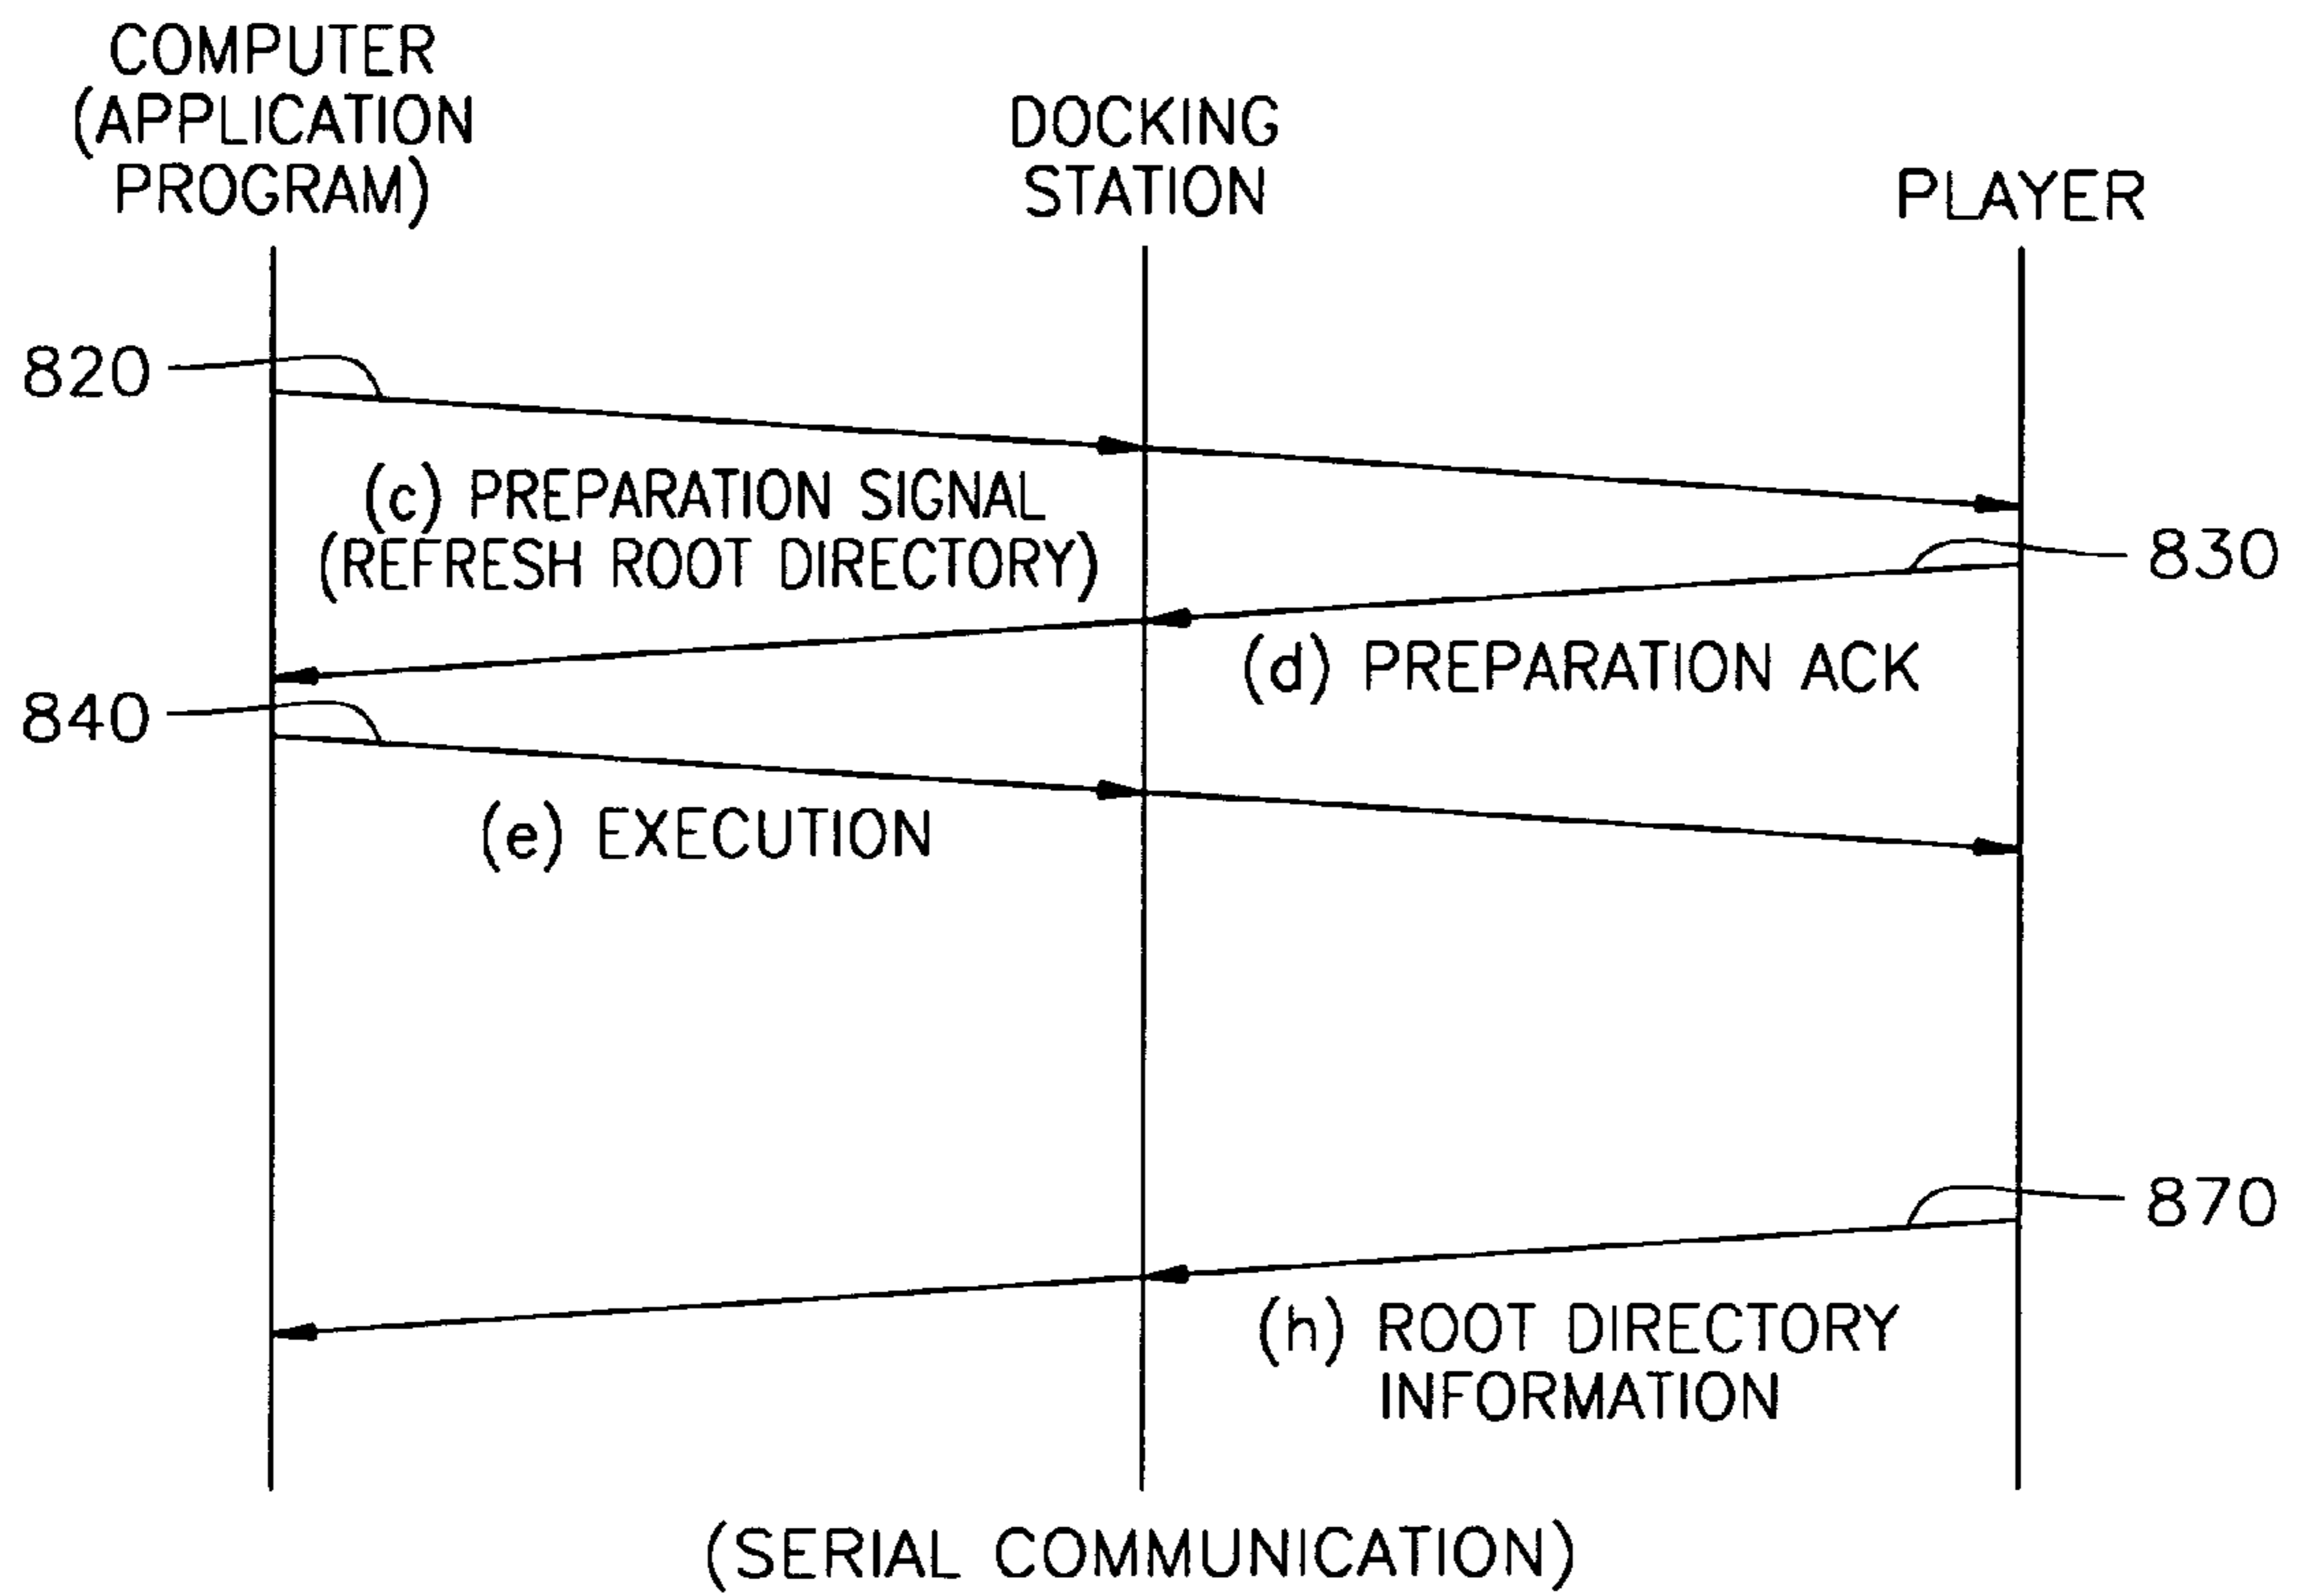 COMPUTER
(APPLICATION
PROGRAM)
DOCKING
STATION
PLAYER
820
(c) PREPARATION SIGNAL
(REFRESH ROOT DIRECTORY)
830
(d) PREPARATION ACK
840
(e) EXECUTION
870
(h) ROOT DIRECTORY
INFORMATION
(SERIAL COMMUNICATION)